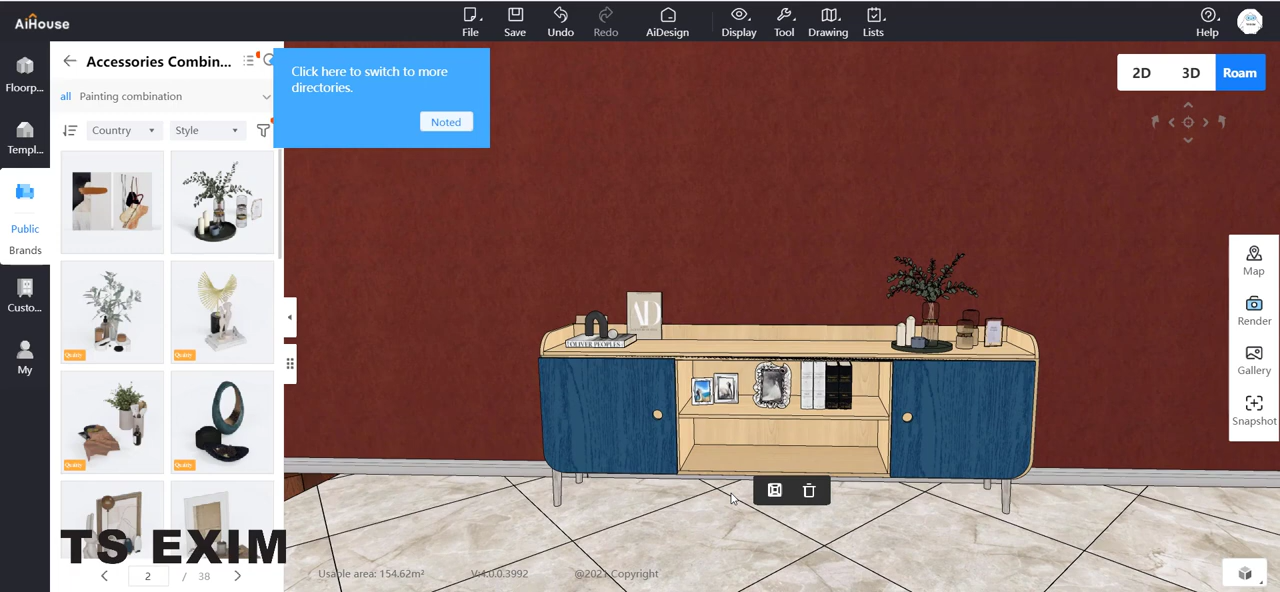 AiHouse
File
Save
Undo
Redo
AiDesign
Display
Tool
Drawing
Lists
Help
Floorp...
Templ...
Public
Brands
Custo...
My
Accessories Combin...
all Painting combination
Country
Style
Click here to switch to more
directories.
Noted
2D
3D
Roam
Map
Render
Gallery
Snapshot
AD
OLIVER PEOPLES
Quality
Quality
Quality
Quality
TS EXIM
2 / 38
Usable area: 154.62m²
V:4.0.0.3992
@2021 Copyright